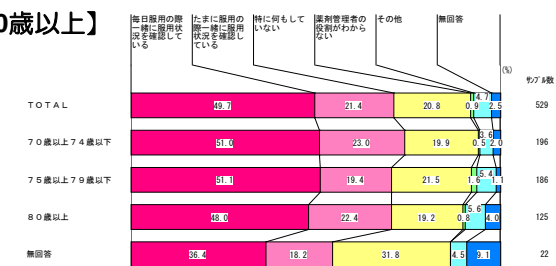 0歳以上】
毎日服用の際
一緒に服用状
況を確認して
いる
たまに服用の
際一緒に服用
状況を確認し
ている
特に何もして
いない
薬剤管理者の
役割がわから
ない
その他
無回答
(%)
サンプル数
TOTAL 49.7 21.4 20.8 0.9 4.7 2.5 529
70歳以上74歳以下 51.0 23.0 19.9 0.5 3.6 2.0 196
75歳以上79歳以下 51.1 19.4 21.5 1.6 5.4 1.1 186
80歳以上 48.0 22.4 19.2 0.8 5.6 4.0 125
無回答 36.4 18.2 31.8 4.5 9.1 22